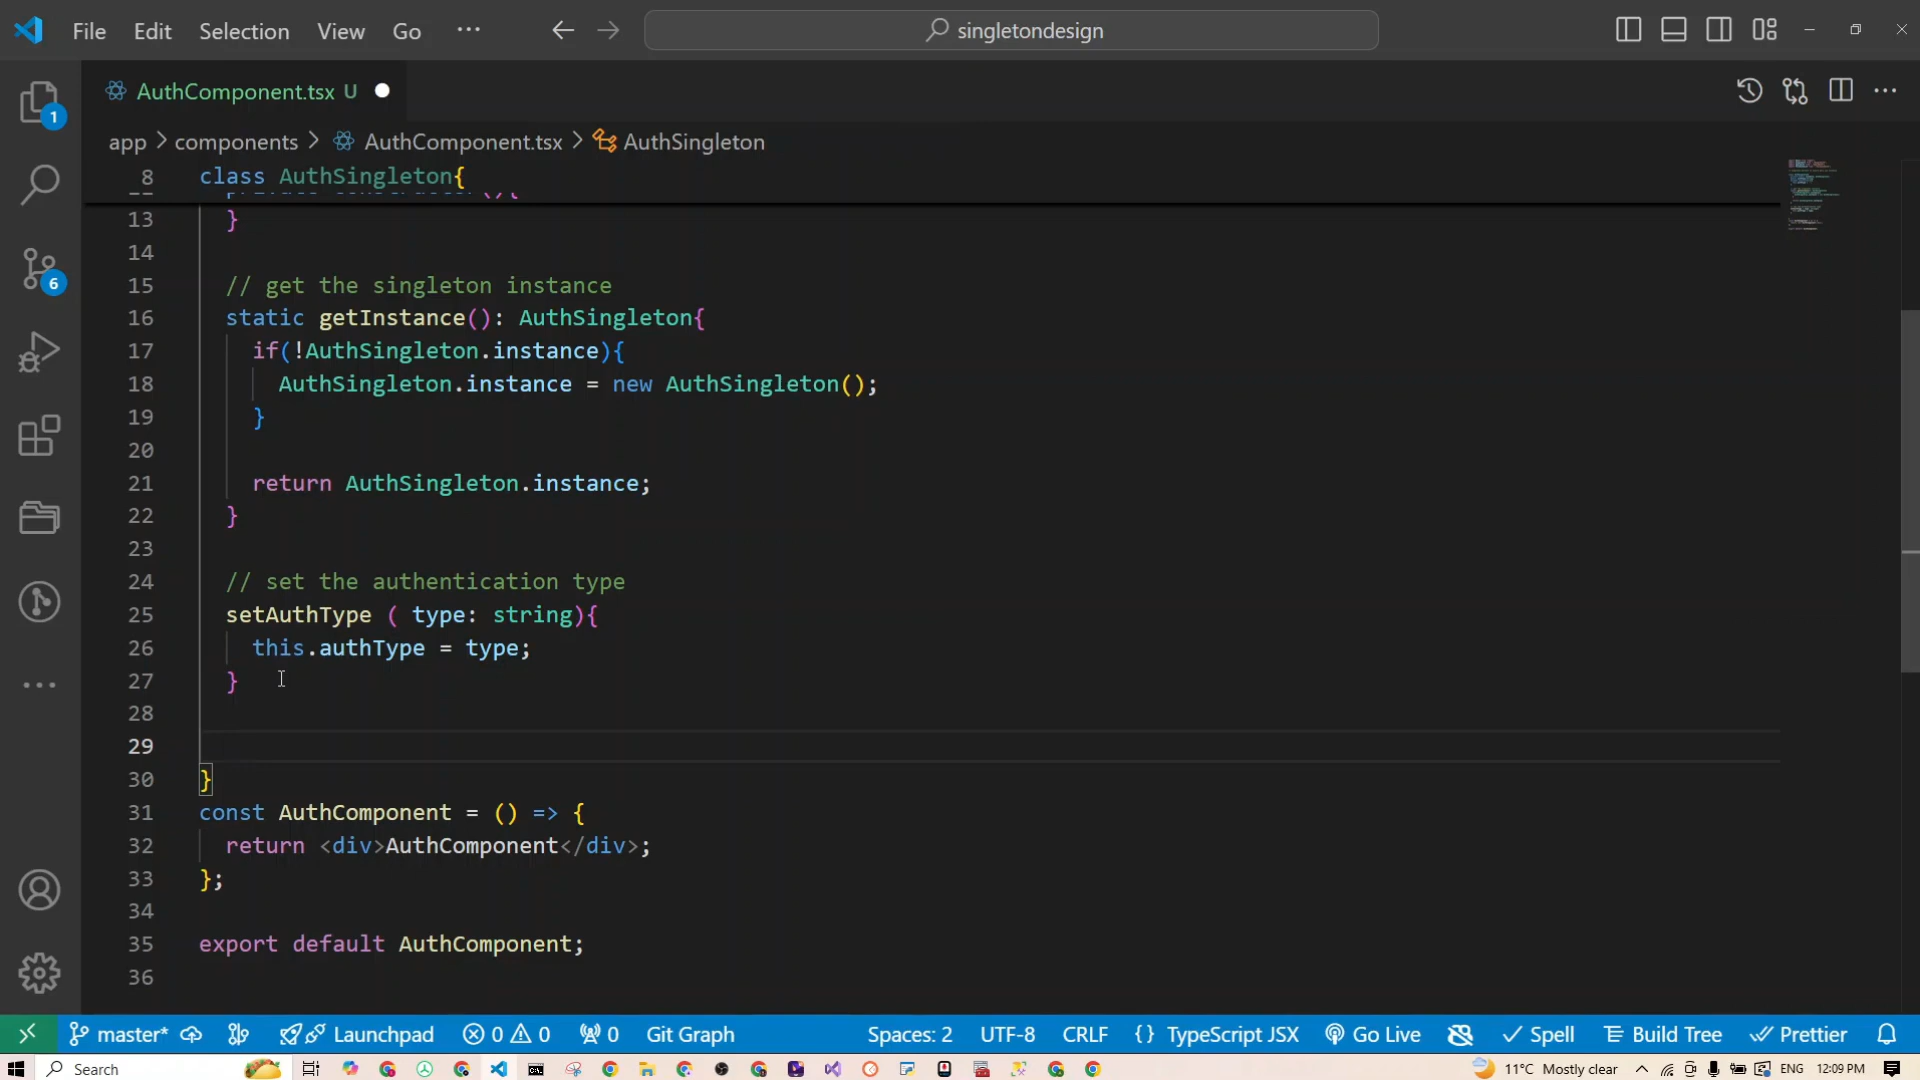 File Edit Selection View Go ··· singletondesign
AuthComponent.tsx U
app > components > AuthComponent.tsx > AuthSingleton
8 class AuthSingleton{
13 }
14
15 // get the singleton instance
16 static getInstance(): AuthSingleton{
17 if(!AuthSingleton.instance){
18 AuthSingleton.instance = new AuthSingleton();
19 }
20
21 return AuthSingleton.instance;
22 }
23
24 // set the authentication type
25 setAuthType ( type: string){
26 this.authType = type;
27 }
28
29
30 }
31 const AuthComponent = () => {
32 return <div>AuthComponent</div>;
33 };
34
35 export default AuthComponent;
36
1
6
master* Launchpad 0 0 0 Git Graph Spaces: 2 UTF-8 CRLF {} TypeScript JSX Go Live Spell Build Tree Prettier
Search 11°C Mostly clear ENG 12:09 PM